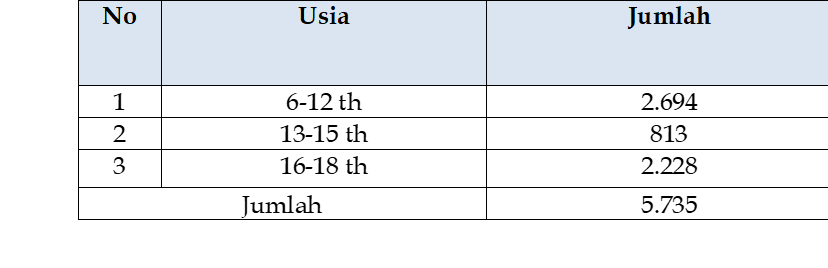 No Usia Jumlah
1 6-12 th 2.694
2 13-15 th 813
3 16-18 th 2.228
Jumlah 5.735